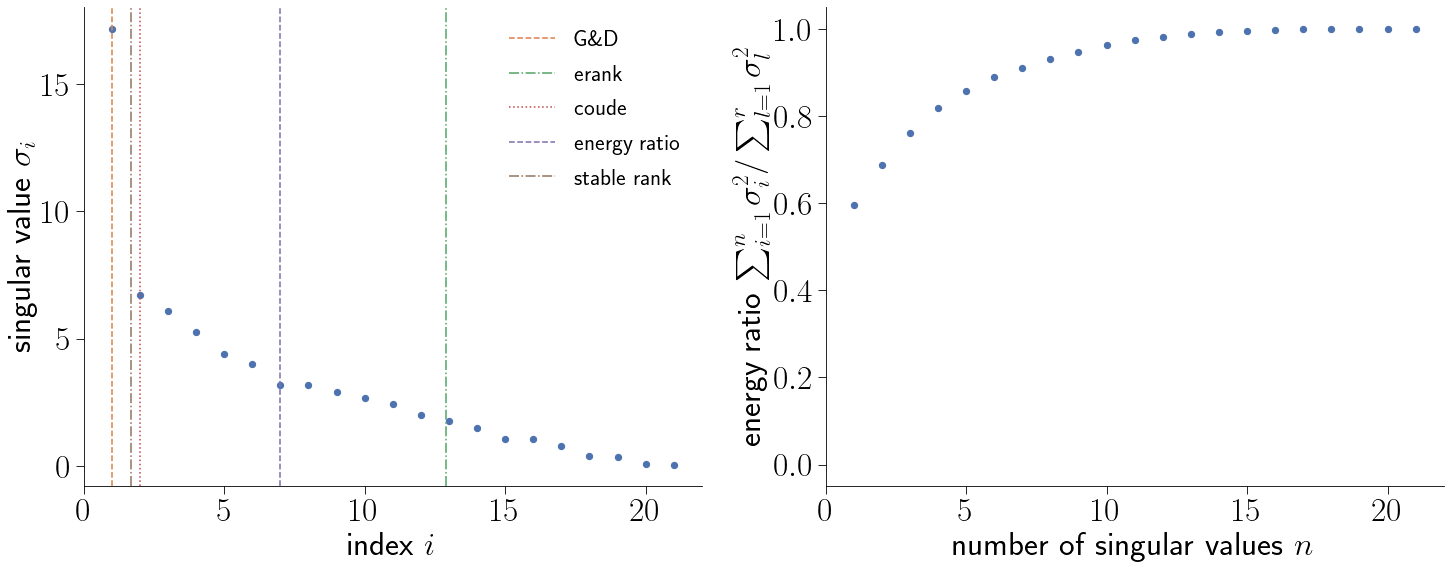 singular value σ_i
15
10
5
0
0 5 10 15 20
index i
G&D
erank
coude
energy ratio
stable rank
energy ratio ∑_{i=1}^{n} σ_i^2 / ∑_{l=1}^{r} σ_l^2
1.0
0.8
0.6
0.4
0.2
0.0
0 5 10 15 20
number of singular values n